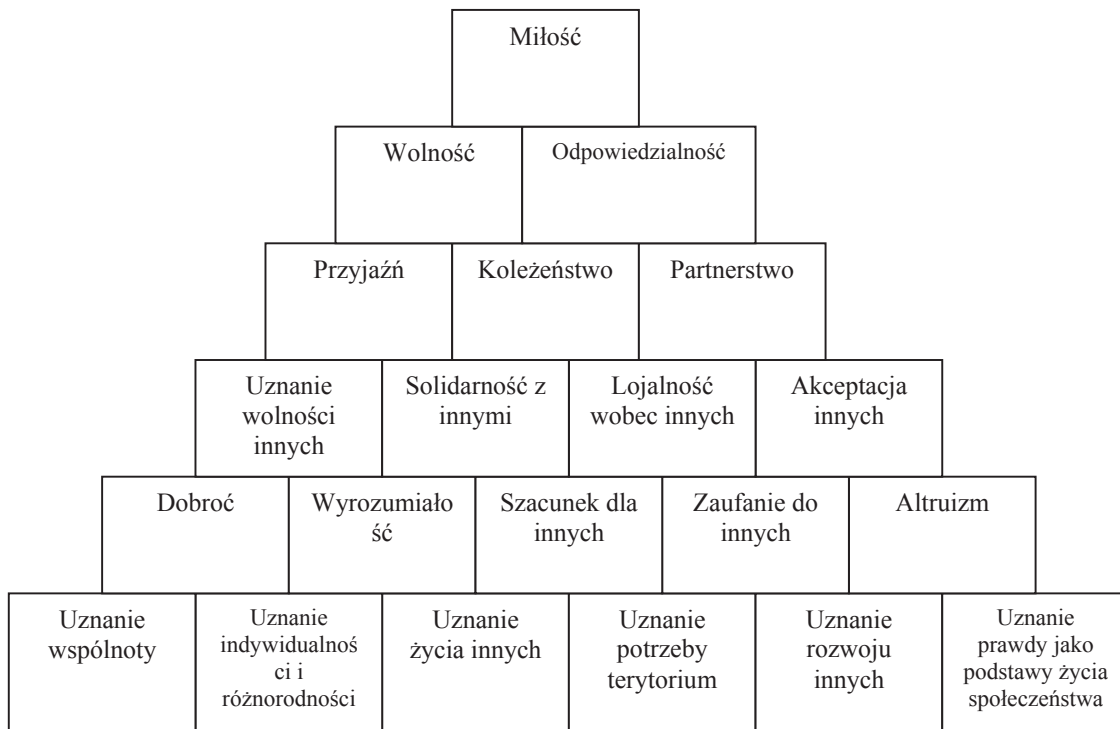 Miłość
Wolność
Odpowiedzialność
Przyjaźń
Koleżeństwo
Partnerstwo
Uznanie
wolności
innych
Solidarność z
innymi
Lojalność
wobec innych
Akceptacja
innych
Dobroć
Wyrozumiało
ść
Szacunek dla
innych
Zaufanie do
innych
Altruizm
Uznanie
wspólnoty
Uznanie
indywidualnoś
ci i
różnorodności
Uznanie
życia innych
Uznanie
potrzeby
terytorium
Uznanie
rozwoju
innych
Uznanie
prawdy jako
podstawy życia
społeczeństwa